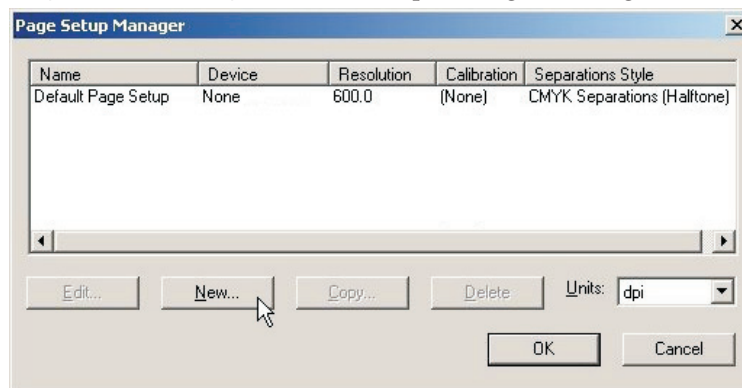 Page Setup Manager
Name Device Resolution Calibration Separations Style
Default Page Setup None 600.0 (None) CMYK Separations (Halftone)
Edit... New... Copy... Delete Units: dpi
OK Cancel